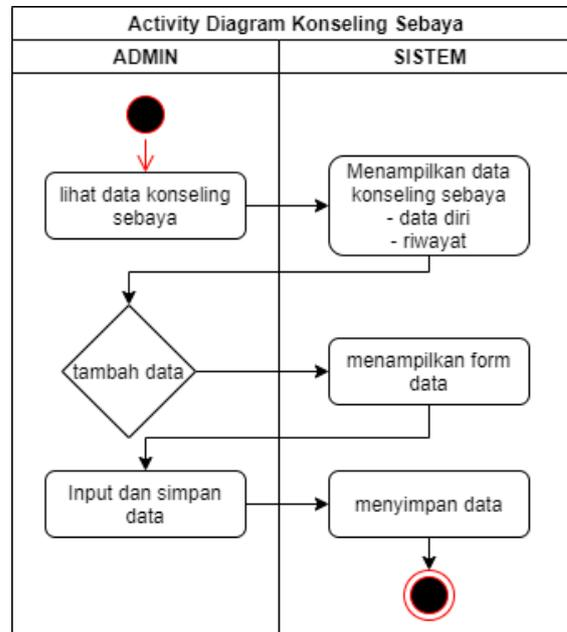 Activity Diagram Konseling Sebaya
ADMIN
SISTEM
lihat data konseling
sebaya
Menampilkan data
konseling sebaya
- data diri
- riwayat
tambah data
menampilkan form
data
Input dan simpan
data
menyimpan data